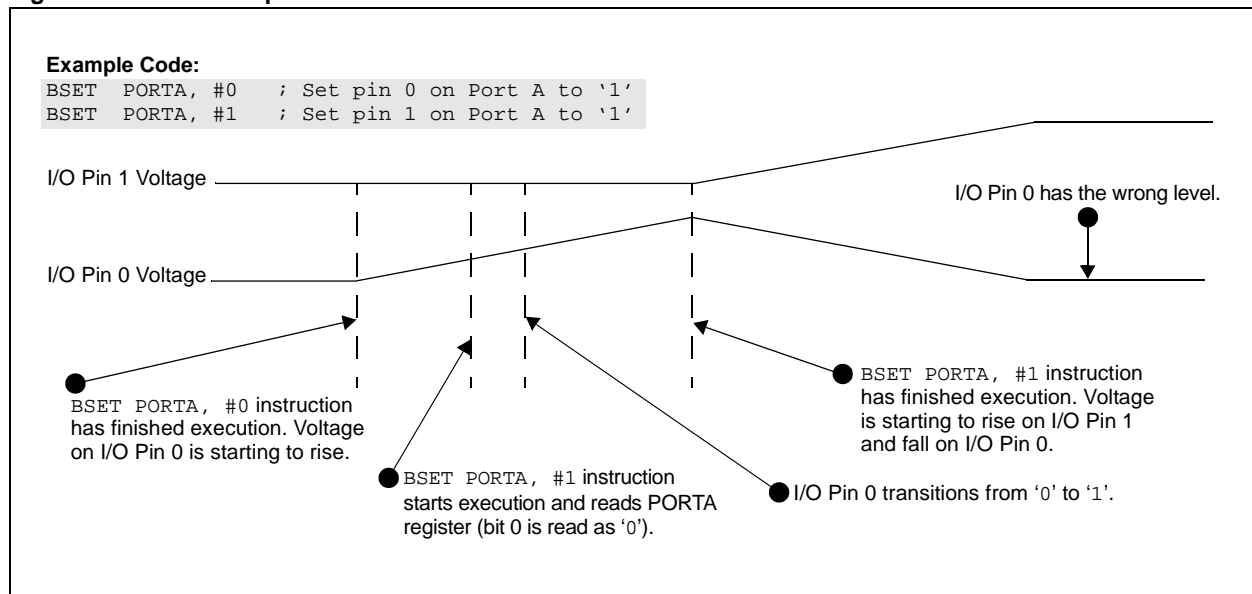 Example Code:
BSET PORTA, #0 ; Set pin 0 on Port A to ‘1’
BSET PORTA, #1 ; Set pin 1 on Port A to ‘1’
I/O Pin 1 Voltage
I/O Pin 0 has the wrong level.
I/O Pin 0 Voltage
BSET PORTA, #0 instruction
has finished execution. Voltage
on I/O Pin 0 is starting to rise.
BSET PORTA, #1 instruction
starts execution and reads PORTA
register (bit 0 is read as ‘0’).
BSET PORTA, #1 instruction
has finished execution. Voltage
is starting to rise on I/O Pin 1
and fall on I/O Pin 0.
I/O Pin 0 transitions from ‘0’ to ‘1’.